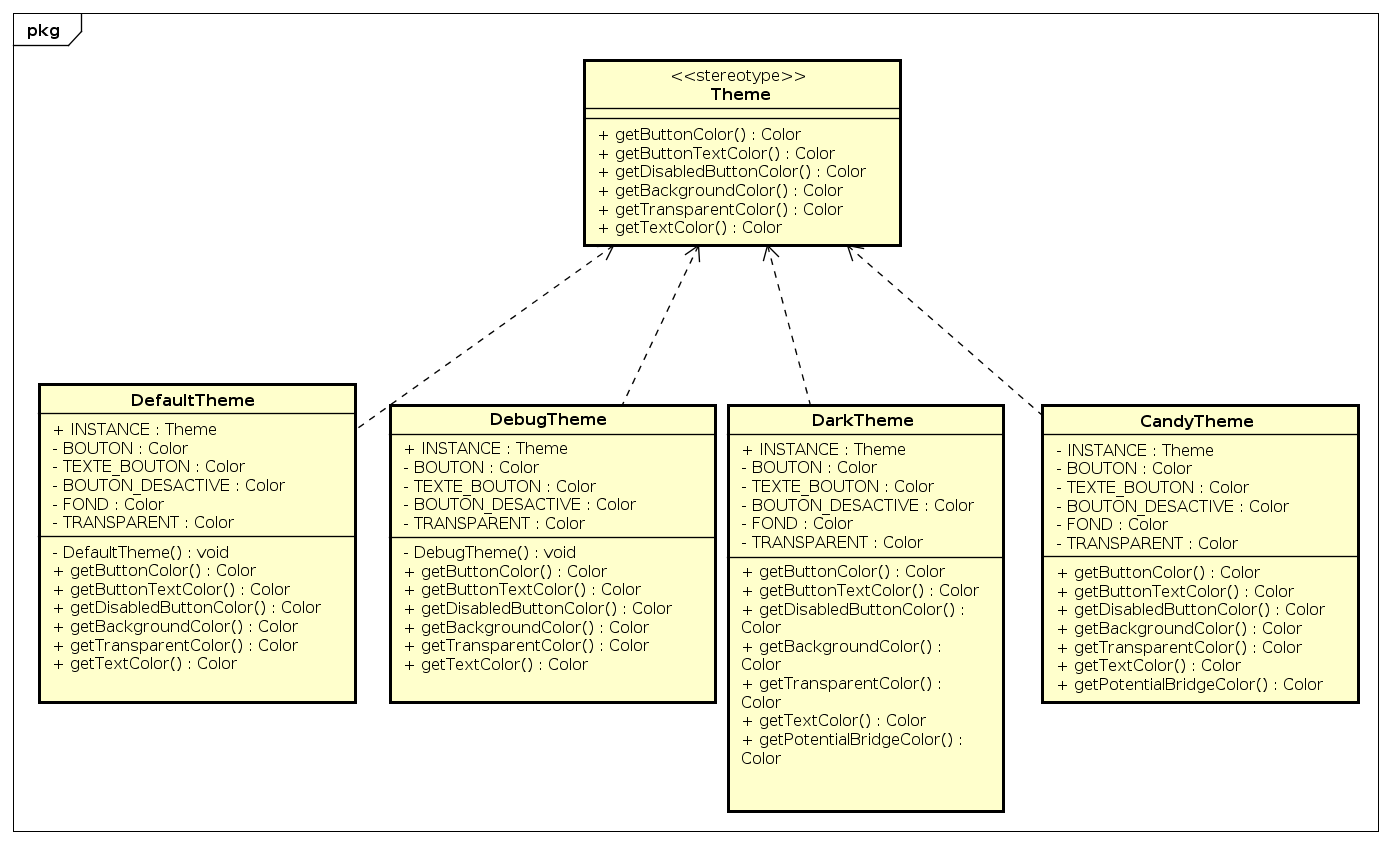 pkg
<<stereotype>>
Theme
+ getButtonColor() : Color
+ getButtonTextColor() : Color
+ getDisabledButtonColor() : Color
+ getBackgroundColor() : Color
+ getTransparentColor() : Color
+ getTextColor() : Color
DefaultTheme
+ INSTANCE : Theme
- BOUTON : Color
- TEXTE_BOUTON : Color
- BOUTON_DESACTIVE : Color
- FOND : Color
- TRANSPARENT : Color
- DefaultTheme() : void
+ getButtonColor() : Color
+ getButtonTextColor() : Color
+ getDisabledButtonColor() : Color
+ getBackgroundColor() : Color
+ getTransparentColor() : Color
+ getTextColor() : Color
DebugTheme
+ INSTANCE : Theme
- BOUTON : Color
- TEXTE_BOUTON : Color
- BOUTON_DESACTIVE : Color
- TRANSPARENT : Color
- DebugTheme() : void
+ getButtonColor() : Color
+ getButtonTextColor() : Color
+ getDisabledButtonColor() : Color
+ getBackgroundColor() : Color
+ getTransparentColor() : Color
+ getTextColor() : Color
DarkTheme
+ INSTANCE : Theme
- BOUTON : Color
- TEXTE_BOUTON : Color
- BOUTON_DESACTIVE : Color
- FOND : Color
- TRANSPARENT : Color
+ getButtonColor() : Color
+ getButtonTextColor() : Color
+ getDisabledButtonColor() :
Color
+ getBackgroundColor() :
Color
+ getTransparentColor() :
Color
+ getTextColor() : Color
+ getPotentialBridgeColor() :
Color
CandyTheme
- INSTANCE : Theme
- BOUTON : Color
- TEXTE_BOUTON : Color
- BOUTON_DESACTIVE : Color
- FOND : Color
- TRANSPARENT : Color
+ getButtonColor() : Color
+ getButtonTextColor() : Color
+ getDisabledButtonColor() : Color
+ getBackgroundColor() : Color
+ getTransparentColor() : Color
+ getTextColor() : Color
+ getPotentialBridgeColor() : Color